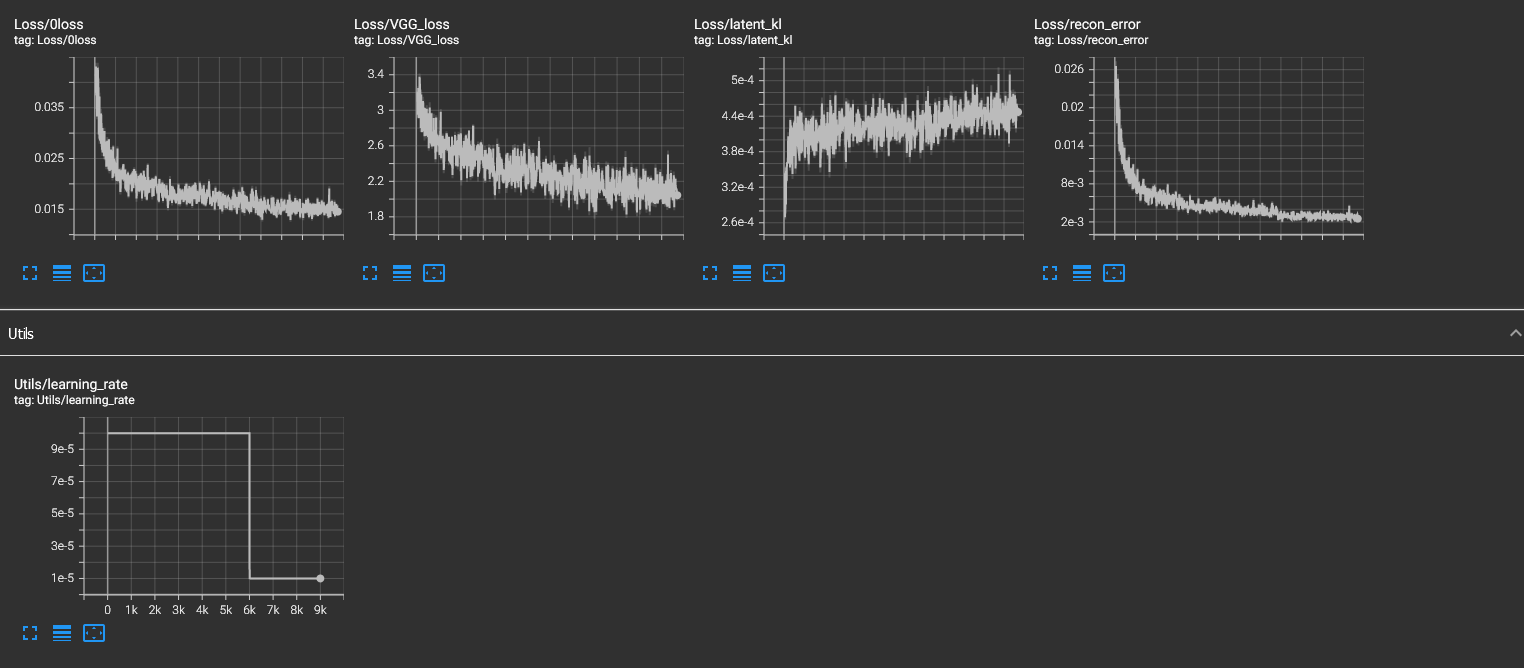 Loss/0loss
tag: Loss/0loss
0.035
0.025
0.015
Loss/VGG_loss
tag: Loss/VGG_loss
3.4
3
2.6
2.2
1.8
Loss/latent_kl
tag: Loss/latent_kl
5e-4
4.4e-4
3.8e-4
3.2e-4
2.6e-4
Loss/recon_error
tag: Loss/recon_error
0.026
0.02
0.014
8e-3
2e-3
Utils
Utils/learning_rate
tag: Utils/learning_rate
9e-5
7e-5
5e-5
3e-5
1e-5
0 1k 2k 3k 4k 5k 6k 7k 8k 9k